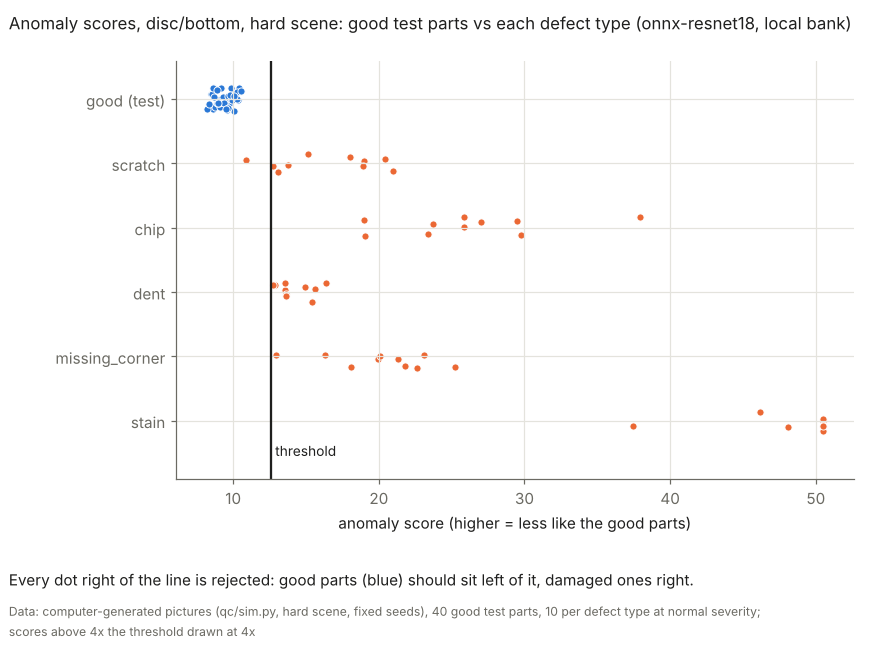 Anomaly scores, disc/bottom, hard scene: good test parts vs each defect type (onnx-resnet18, local bank)
good (test)
scratch
chip
dent
missing_corner
stain
threshold
10 20 30 40 50
anomaly score (higher = less like the good parts)
Every dot right of the line is rejected: good parts (blue) should sit left of it, damaged ones right.
Data: computer-generated pictures (qc/sim.py, hard scene, fixed seeds), 40 good test parts, 10 per defect type at normal severity;
scores above 4x the threshold drawn at 4x